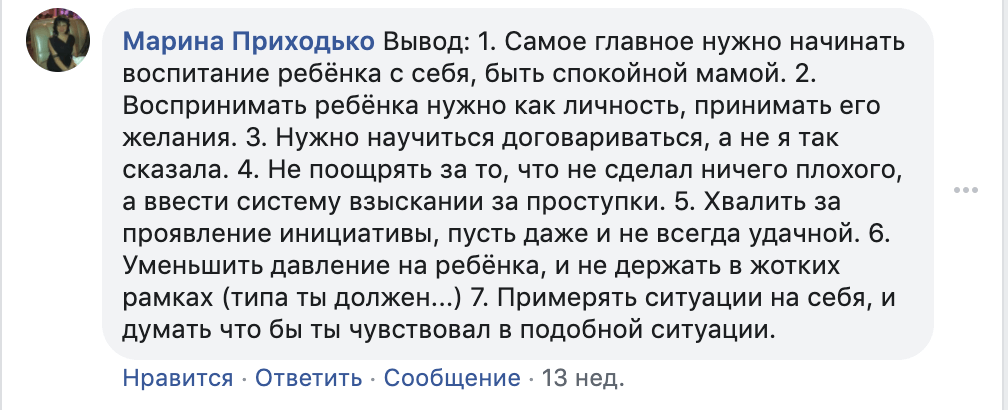 Марина Приходько Вывод: 1. Самое главное нужно начинать
воспитание ребёнка с себя, быть спокойной мамой. 2.
Воспринимать ребёнка нужно как личность, принимать его
желания. 3. Нужно научиться договариваться, а не я так
сказала. 4. Не поощрять за то, что не сделал ничего плохого,
а ввести систему взыскании за проступки. 5. Хвалить за
проявление инициативы, пусть даже и не всегда удачной. 6.
Уменьшить давление на ребёнка, и не держать в жотких
рамках (типа ты должен...) 7. Примерять ситуации на себя, и
думать что бы ты чувствовал в подобной ситуации.
Нравится · Ответить · Сообщение · 13 нед.